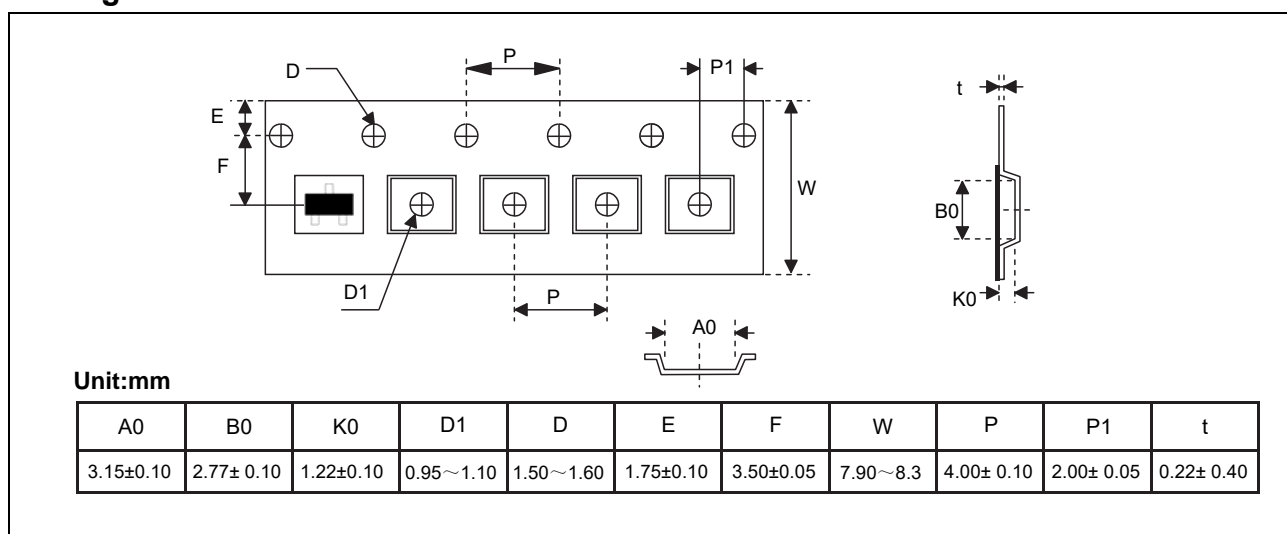 P
P1
D
t
E
F
W
B0
D1
P
K0
A0
Unit:mm
A0 B0 K0 D1 D E F W P P1 t
3.15±0.10 2.77± 0.10 1.22±0.10 0.95～1.10 1.50～1.60 1.75±0.10 3.50±0.05 7.90～8.3 4.00± 0.10 2.00± 0.05 0.22± 0.40